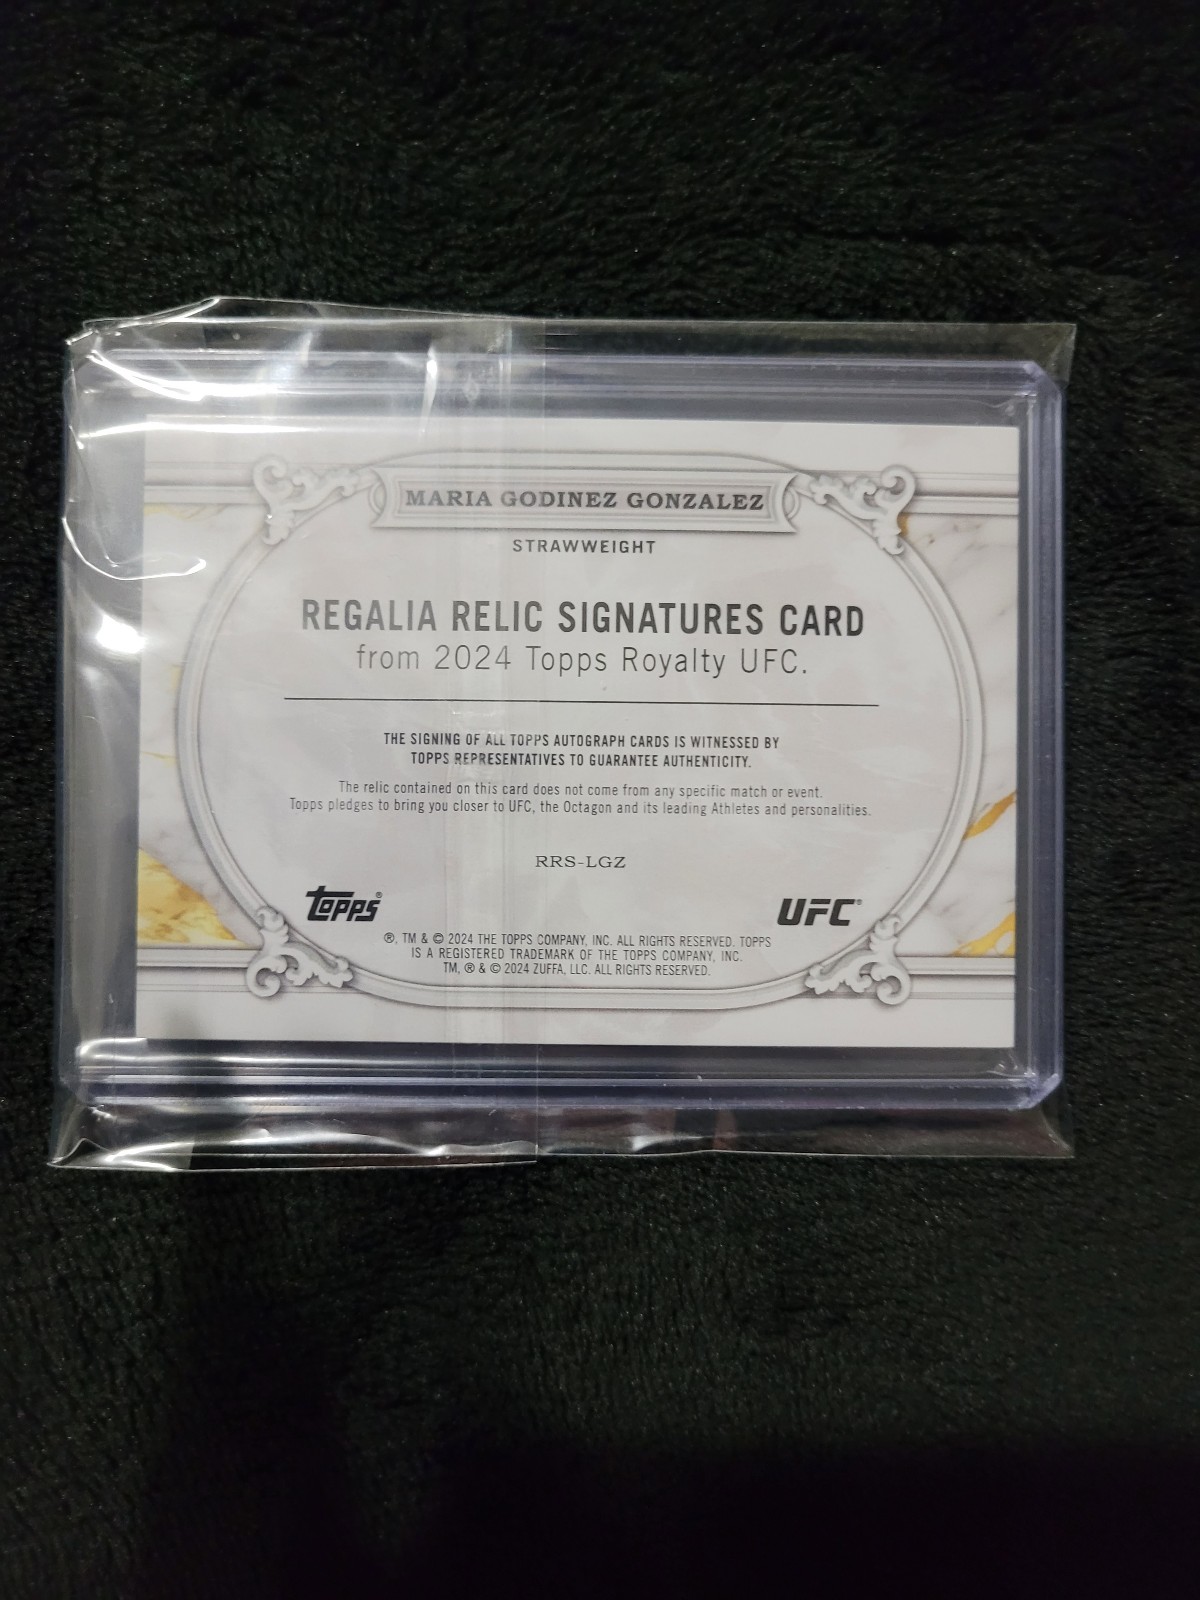 MARIA GODINEZ GONZALEZ
STRAWWEIGHT
REGALIA RELIC SIGNATURES CARD
from 2024 Topps Royalty UFC.
THE SIGNING OF ALL TOPPS AUTOGRAPH CARDS IS WITNESSED BY
TOPPS REPRESENTATIVES TO GUARANTEE AUTHENTICITY.
The relic contained on this card does not come from any specific match or event.
Topps pledges to bring you closer to UFC, the Octagon and its leading Athletes and personalities.
RRS-LGZ
TOPPS® UFC®
®, TM & © 2024 THE TOPPS COMPANY, INC. ALL RIGHTS RESERVED. TOPPS
IS A REGISTERED TRADEMARK OF THE TOPPS COMPANY, INC.
TM, ® & © 2024 ZUFFA, LLC. ALL RIGHTS RESERVED.